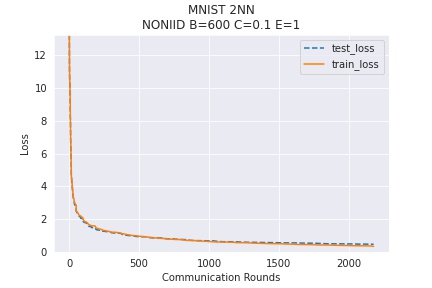 MNIST 2NN
NONIID B=600 C=0.1 E=1
test_loss
train_loss
12
10
8
6
4
2
0
Loss
0 500 1000 1500 2000
Communication Rounds